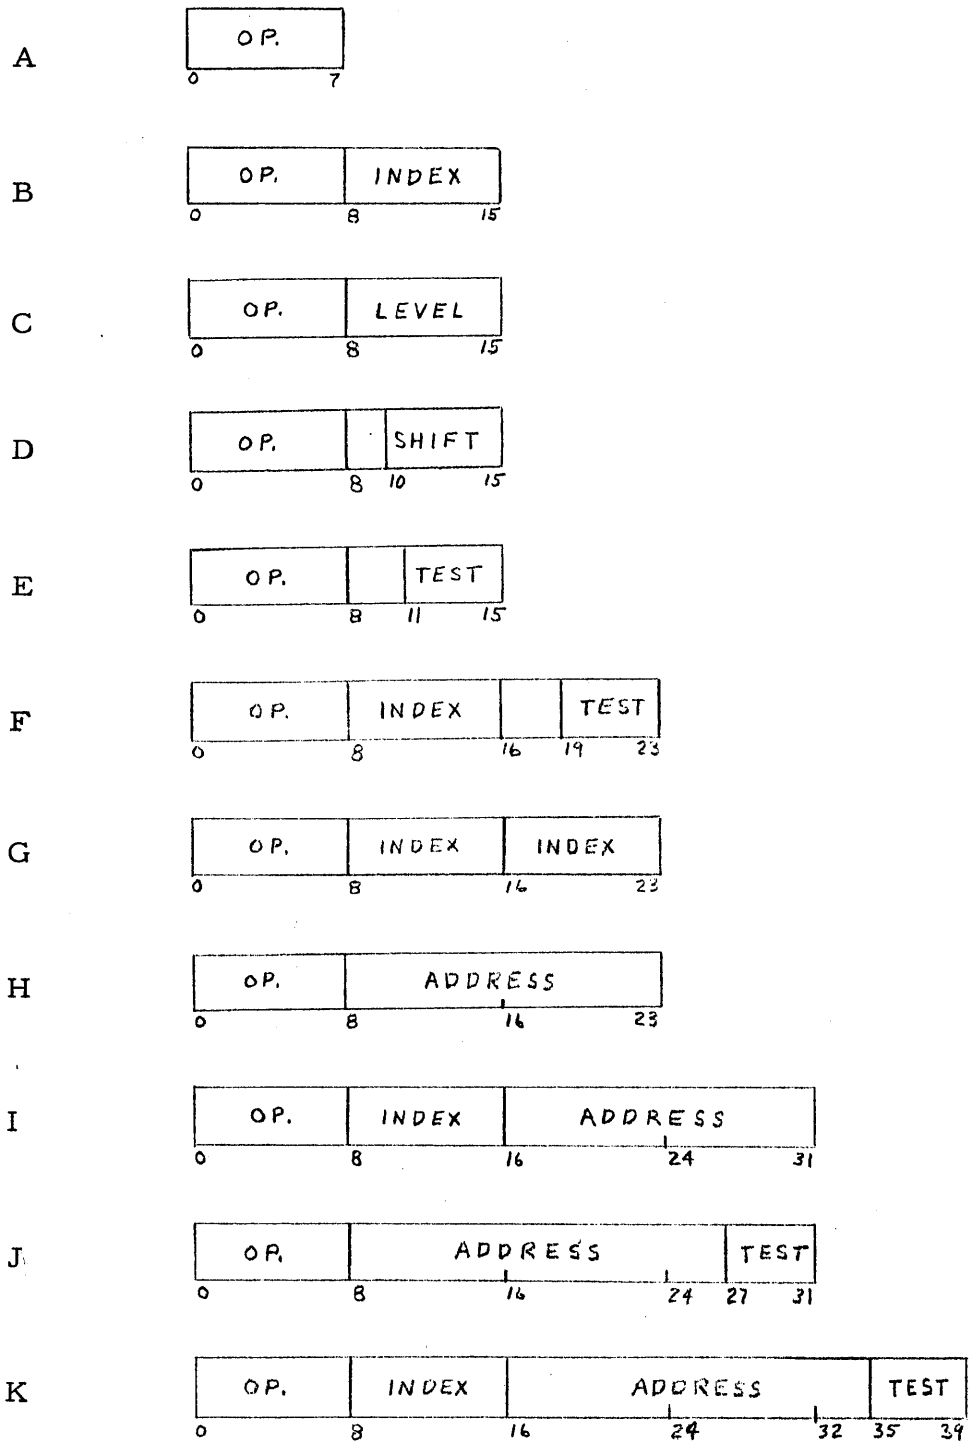 OP.
A
0 7
OP. INDEX
B
0 8 15
OP. LEVEL
C
0 8 15
OP. SHIFT
D
0 8 10 15
OP. TEST
E
0 8 11 15
OP. INDEX TEST
F
0 8 16 19 23
OP. INDEX INDEX
G
0 8 16 23
OP. ADDRESS
H
0 8 16 23
OP. INDEX ADDRESS
I
0 8 16 24 31
OP. ADDRESS TEST
J
0 8 16 24 27 31
OP. INDEX ADDRESS TEST
K
0 8 16 24 32 35 39